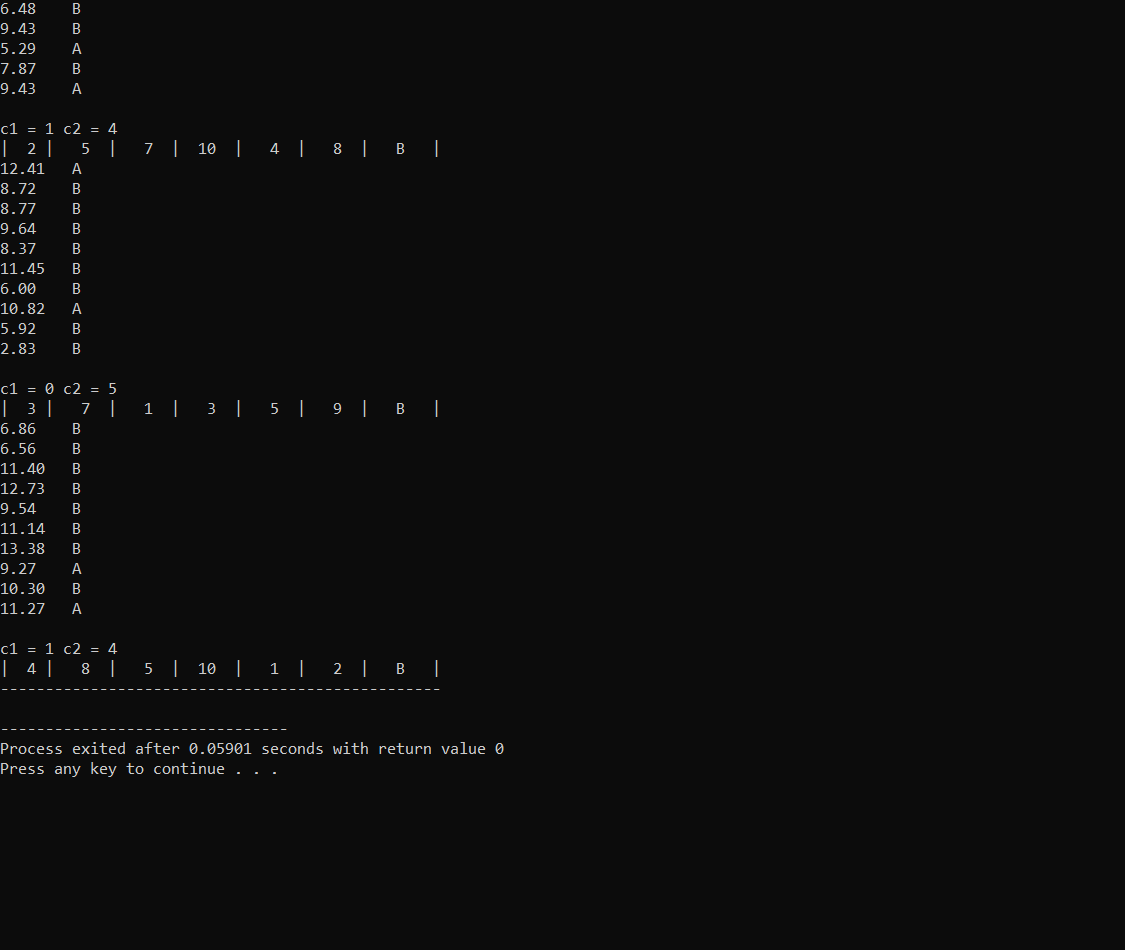 6.48    B
9.43    B
5.29    A
7.87    B
9.43    A

c1 = 1 c2 = 4
|  2 |   5  |   7  |  10  |   4  |   8  |   B   |
12.41   A
8.72    B
8.77    B
9.64    B
8.37    B
11.45   B
6.00    B
10.82   A
5.92    B
2.83    B

c1 = 0 c2 = 5
|  3 |   7  |   1  |   3  |   5  |   9  |   B   |
6.86    B
6.56    B
11.40   B
12.73   B
9.54    B
11.14   B
13.38   B
9.27    A
10.30   B
11.27   A

c1 = 1 c2 = 4
|  4 |   8  |   5  |  10  |   1  |   2  |   B   |
-------------------------------------------------

--------------------------------
Process exited after 0.05901 seconds with return value 0
Press any key to continue . . .